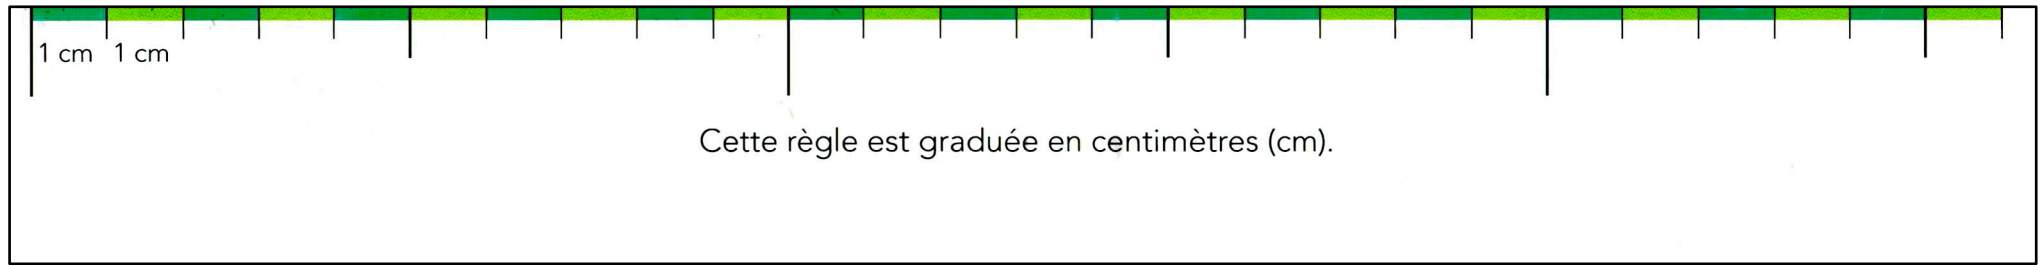 1 cm 1 cm
Cette règle est graduée en centimètres (cm).